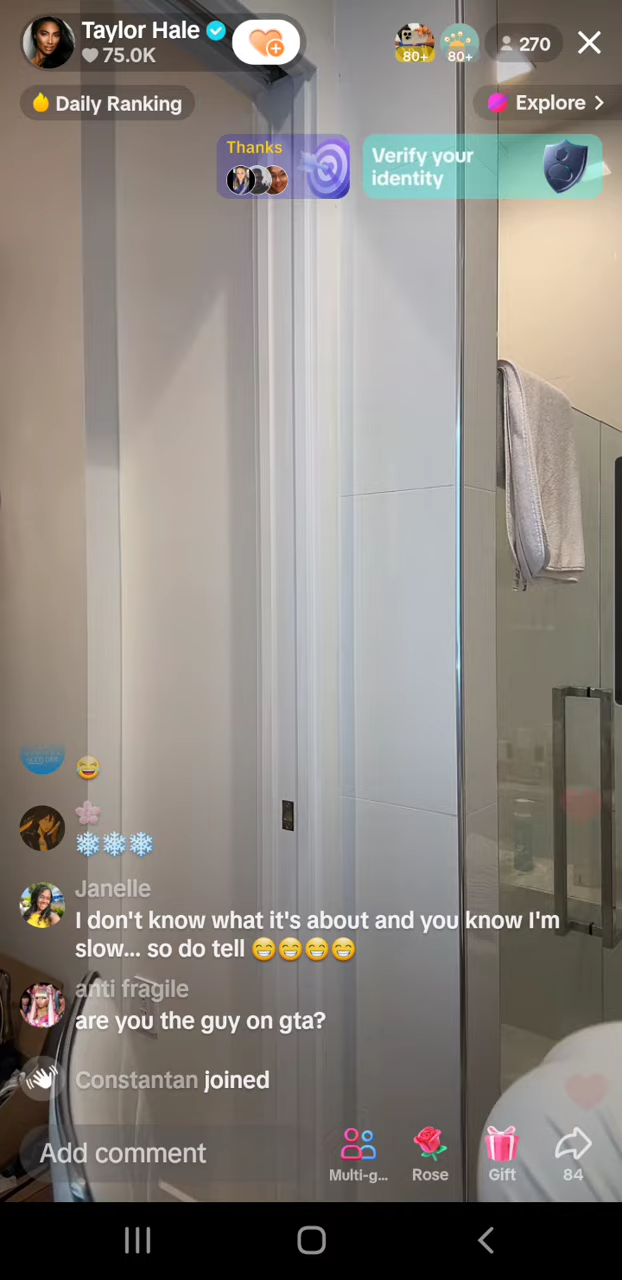 Taylor Hale
75.0K
80+
80+
270
Daily Ranking
Explore
Thanks
Verify your
identity
😂
🌸
❄❄❄
Janelle
I don't know what it's about and you know I'm
slow... so do tell 😁😁😁😁
anti fragile
are you the guy on gta?
Constantan joined
Add comment
Multi-g...
Rose
Gift
84